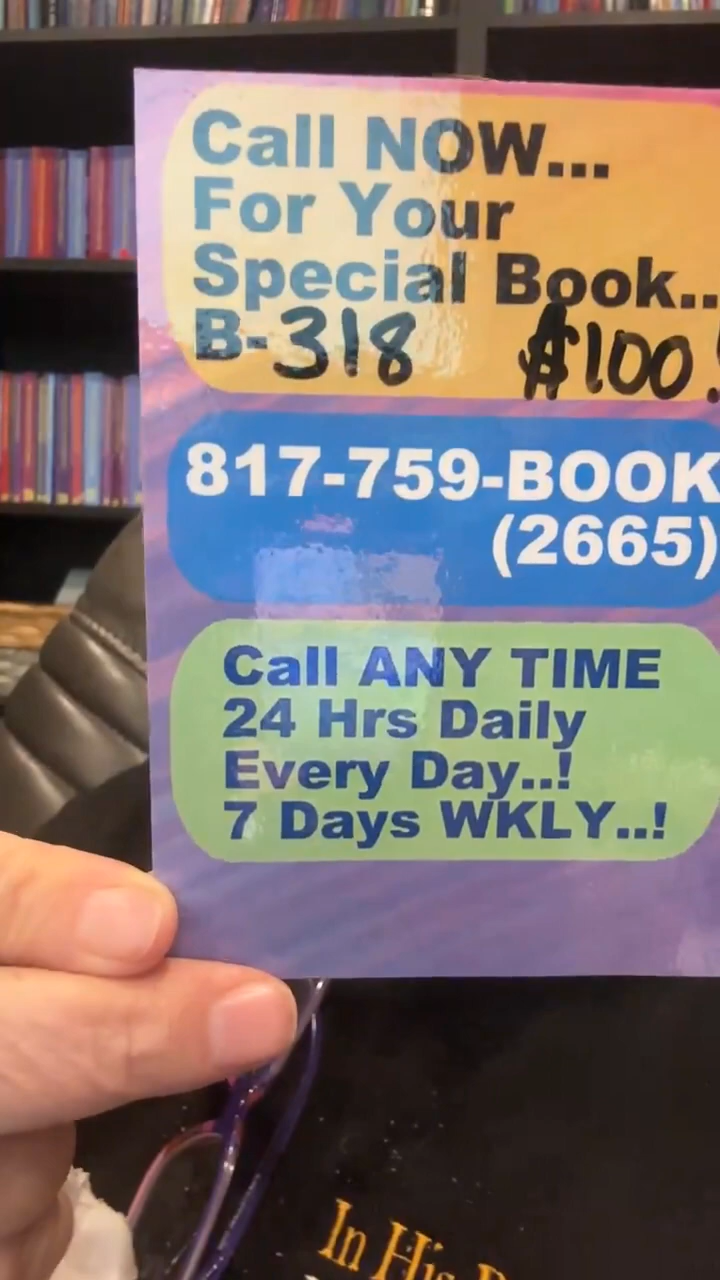 Call NOW...
For Your
Special Book..
B-318 $100.
817-759-BOOK
(2665)
Call ANY TIME
24 Hrs Daily
Every Day..!
7 Days WKLY..!
In His